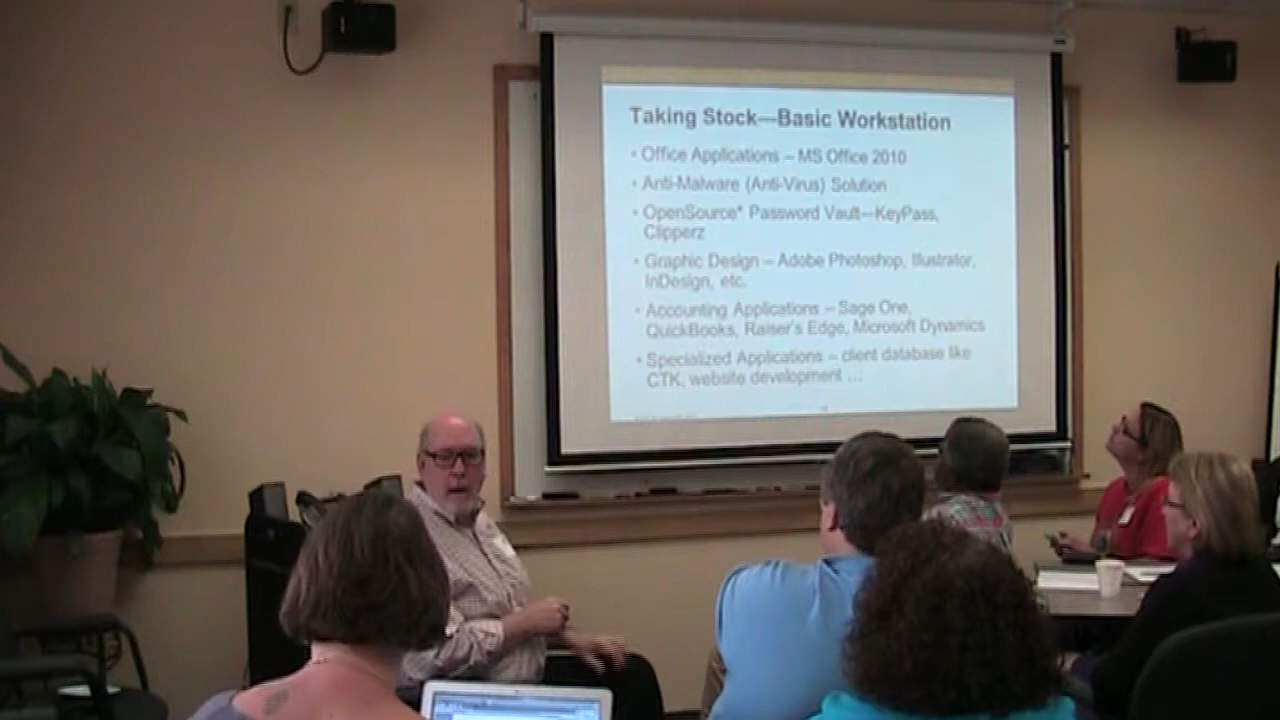 Taking Stock—Basic Workstation
• Office Applications – MS Office 2010
• Anti-Malware (Anti-Virus) Solution
• OpenSource* Password Vault—KeyPass,
Clipperz
• Graphic Design – Adobe Photoshop, Illustrator,
InDesign, etc.
• Accounting Applications – Sage One,
QuickBooks, Raiser's Edge, Microsoft Dynamics
• Specialized Applications – client database like
CTK, website development …